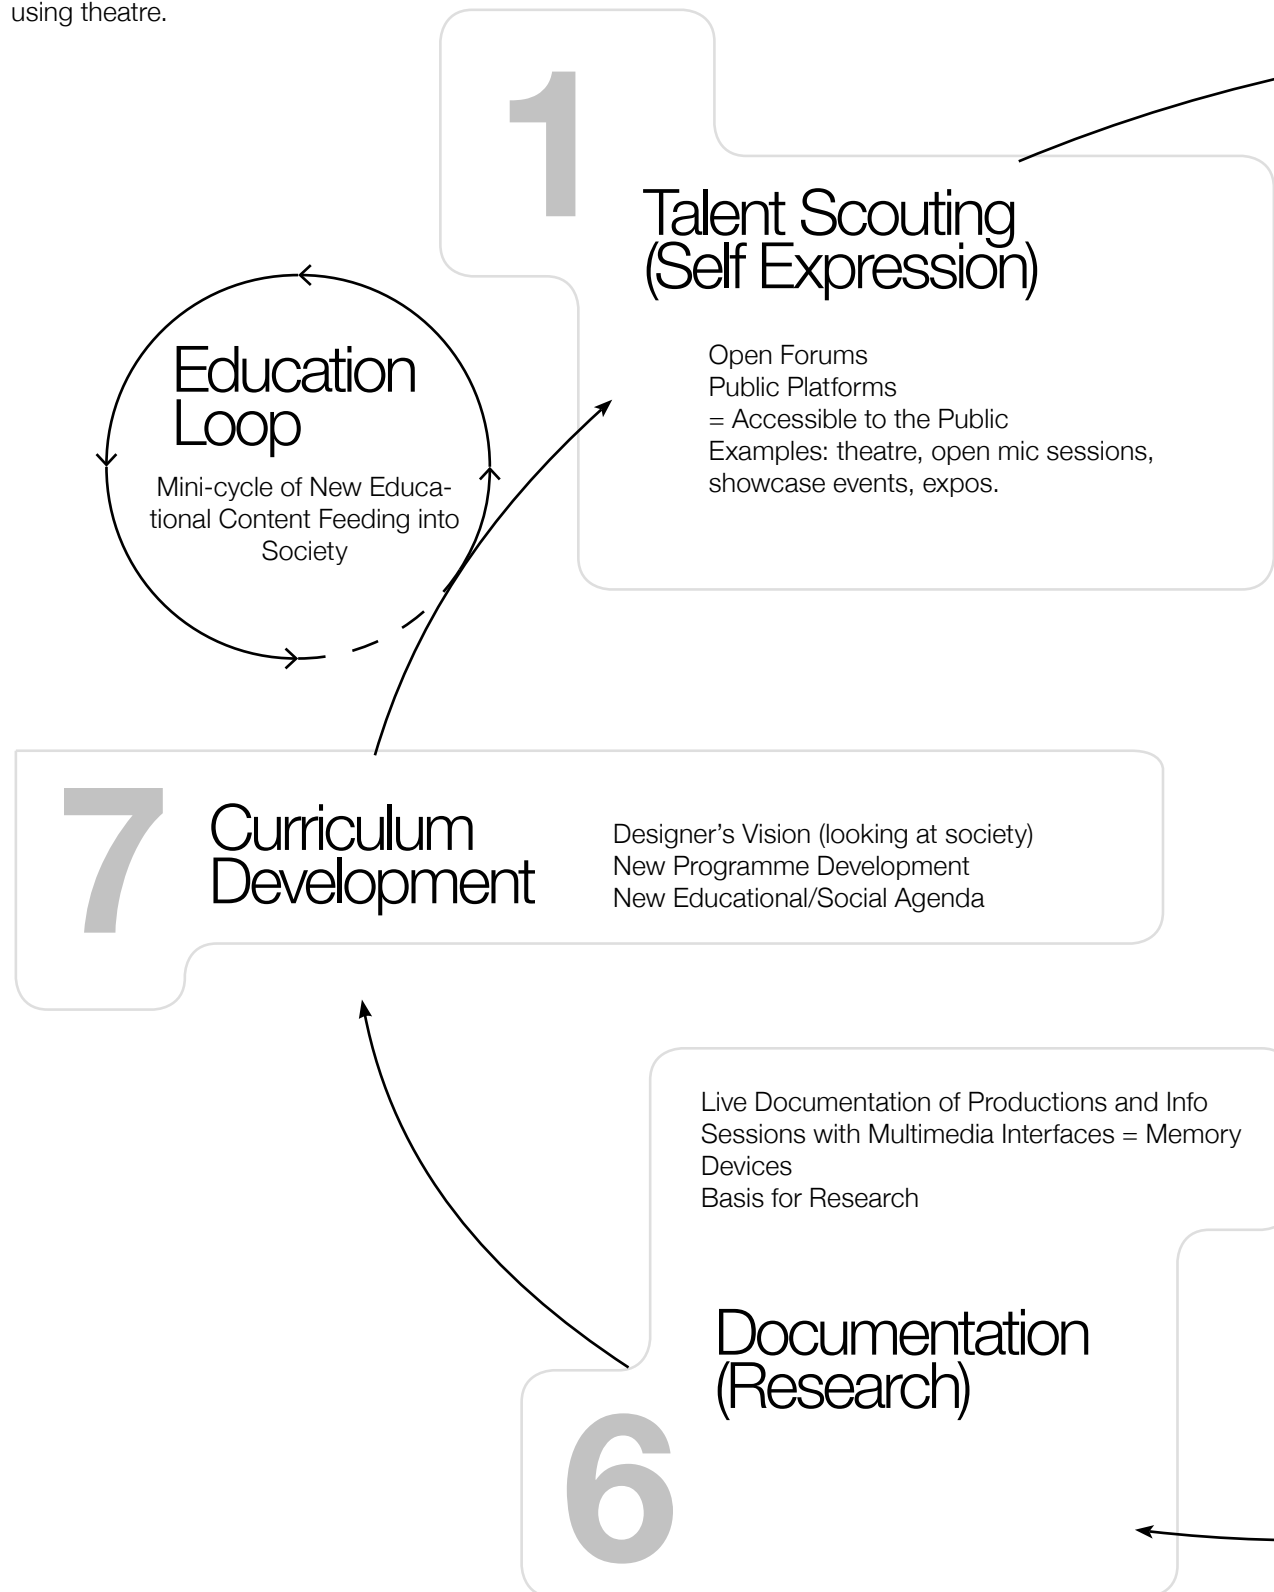 using theatre.
1
Talent Scouting
(Self Expression)
Open Forums
Public Platforms
= Accessible to the Public
Examples: theatre, open mic sessions,
showcase events, expos.
Education
Loop
Mini-cycle of New Educa-
tional Content Feeding into
Society
7
Curriculum
Development
Designer’s Vision (looking at society)
New Programme Development
New Educational/Social Agenda
Live Documentation of Productions and Info
Sessions with Multimedia Interfaces = Memory
Devices
Basis for Research
Documentation
(Research)
6